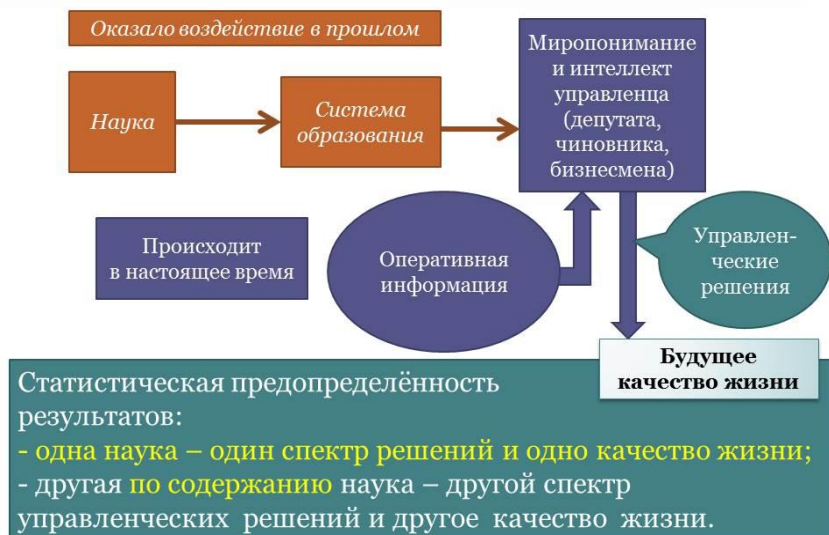 Оказало воздействие в прошлом
Наука
Система
образования
Миропонимание
и интеллект
управленца
(депутата,
чиновника,
бизнесмена)
Происходит
в настоящее время
Оперативная
информация
Управлен-
ческие
решения
Будущее
качество жизни
Статистическая предопределённость
результатов:
- одна наука – один спектр решений и одно качество жизни;
- другая по содержанию наука – другой спектр
управленческих решений и другое качество жизни.